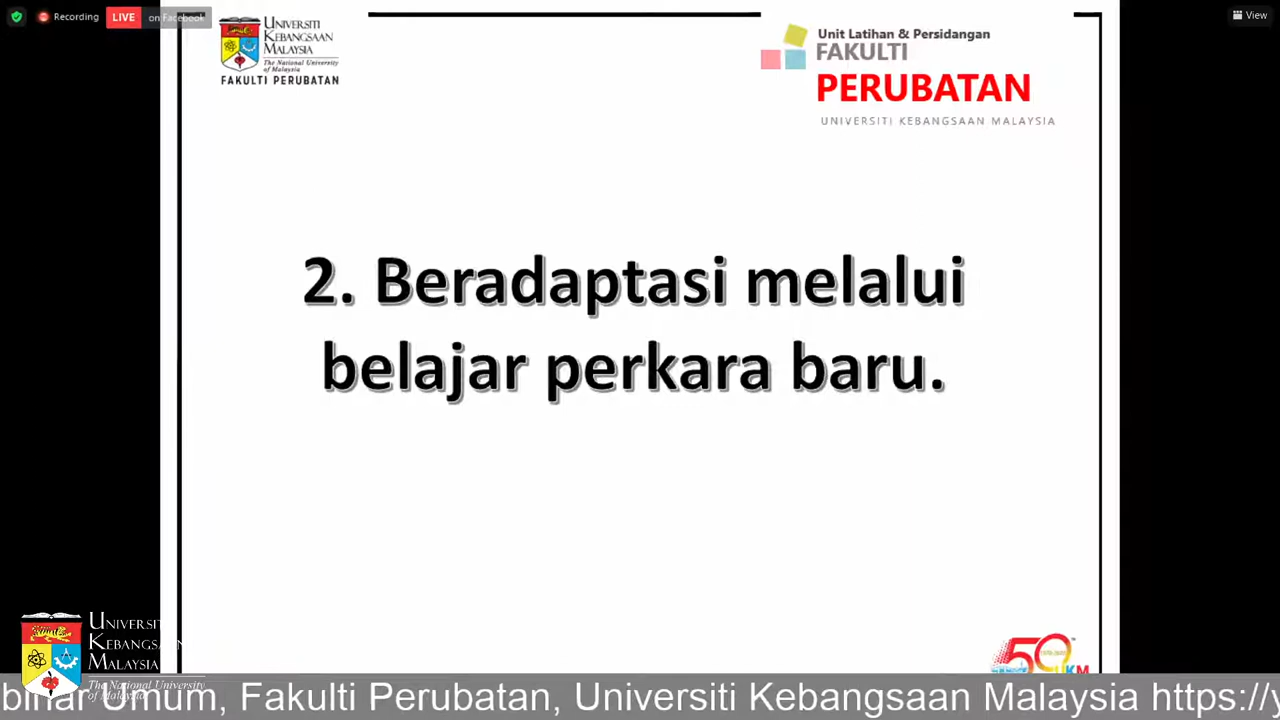 Recording
LIVE
on Facebook
View
UNIVERSITI
KEBANGSAAN
MALAYSIA
The National University
of Malaysia
FAKULTI PERUBATAN
Unit Latihan & Persidangan
FAKULTI
PERUBATAN
UNIVERSITI KEBANGSAAN MALAYSIA
2. Beradaptasi melalui
belajar perkara baru.
50
UKM
UNIVERSITI
KEBANGSAAN
MALAYSIA
The National University
of Malaysia
Umum, Fakulti Perubatan, Universiti Kebangsaan Malaysia https://y